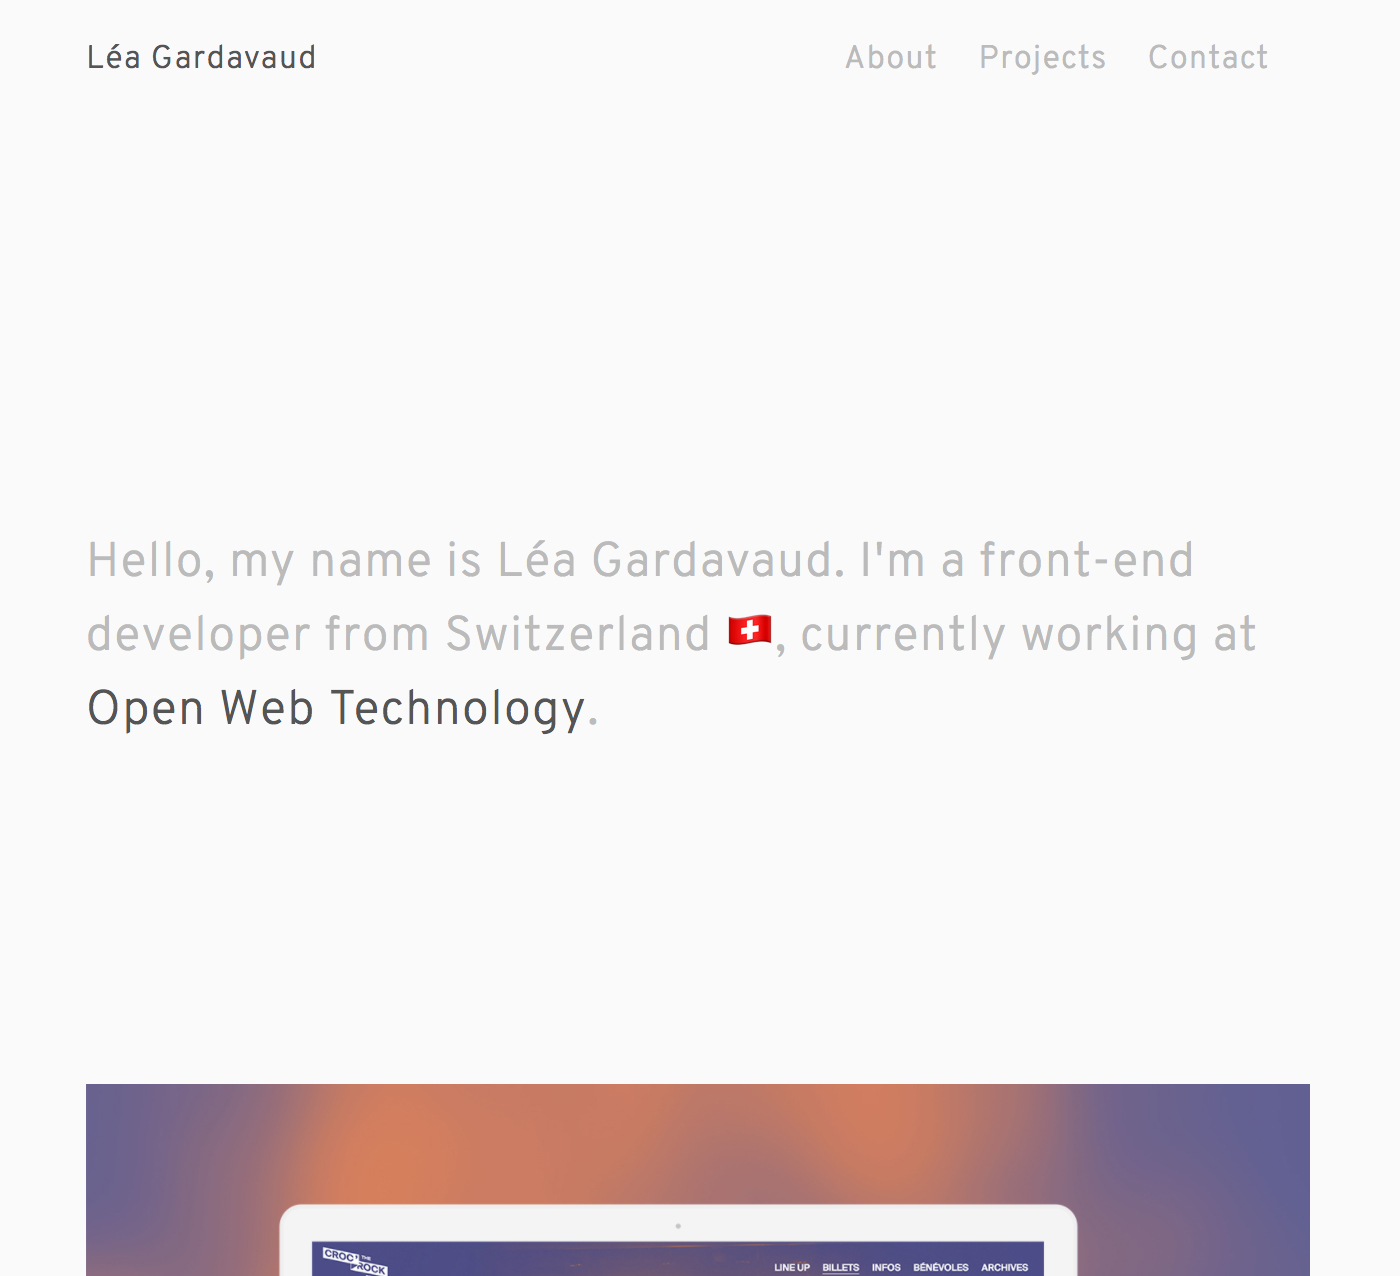 Léa Gardavaud
About Projects Contact
Hello, my name is Léa Gardavaud. I'm a front-end
developer from Switzerland 🇨🇭, currently working at
Open Web Technology.
CROC' THE
ROCK
LINE UP BILLETS INFOS BÉNÉVOLES ARCHIVES